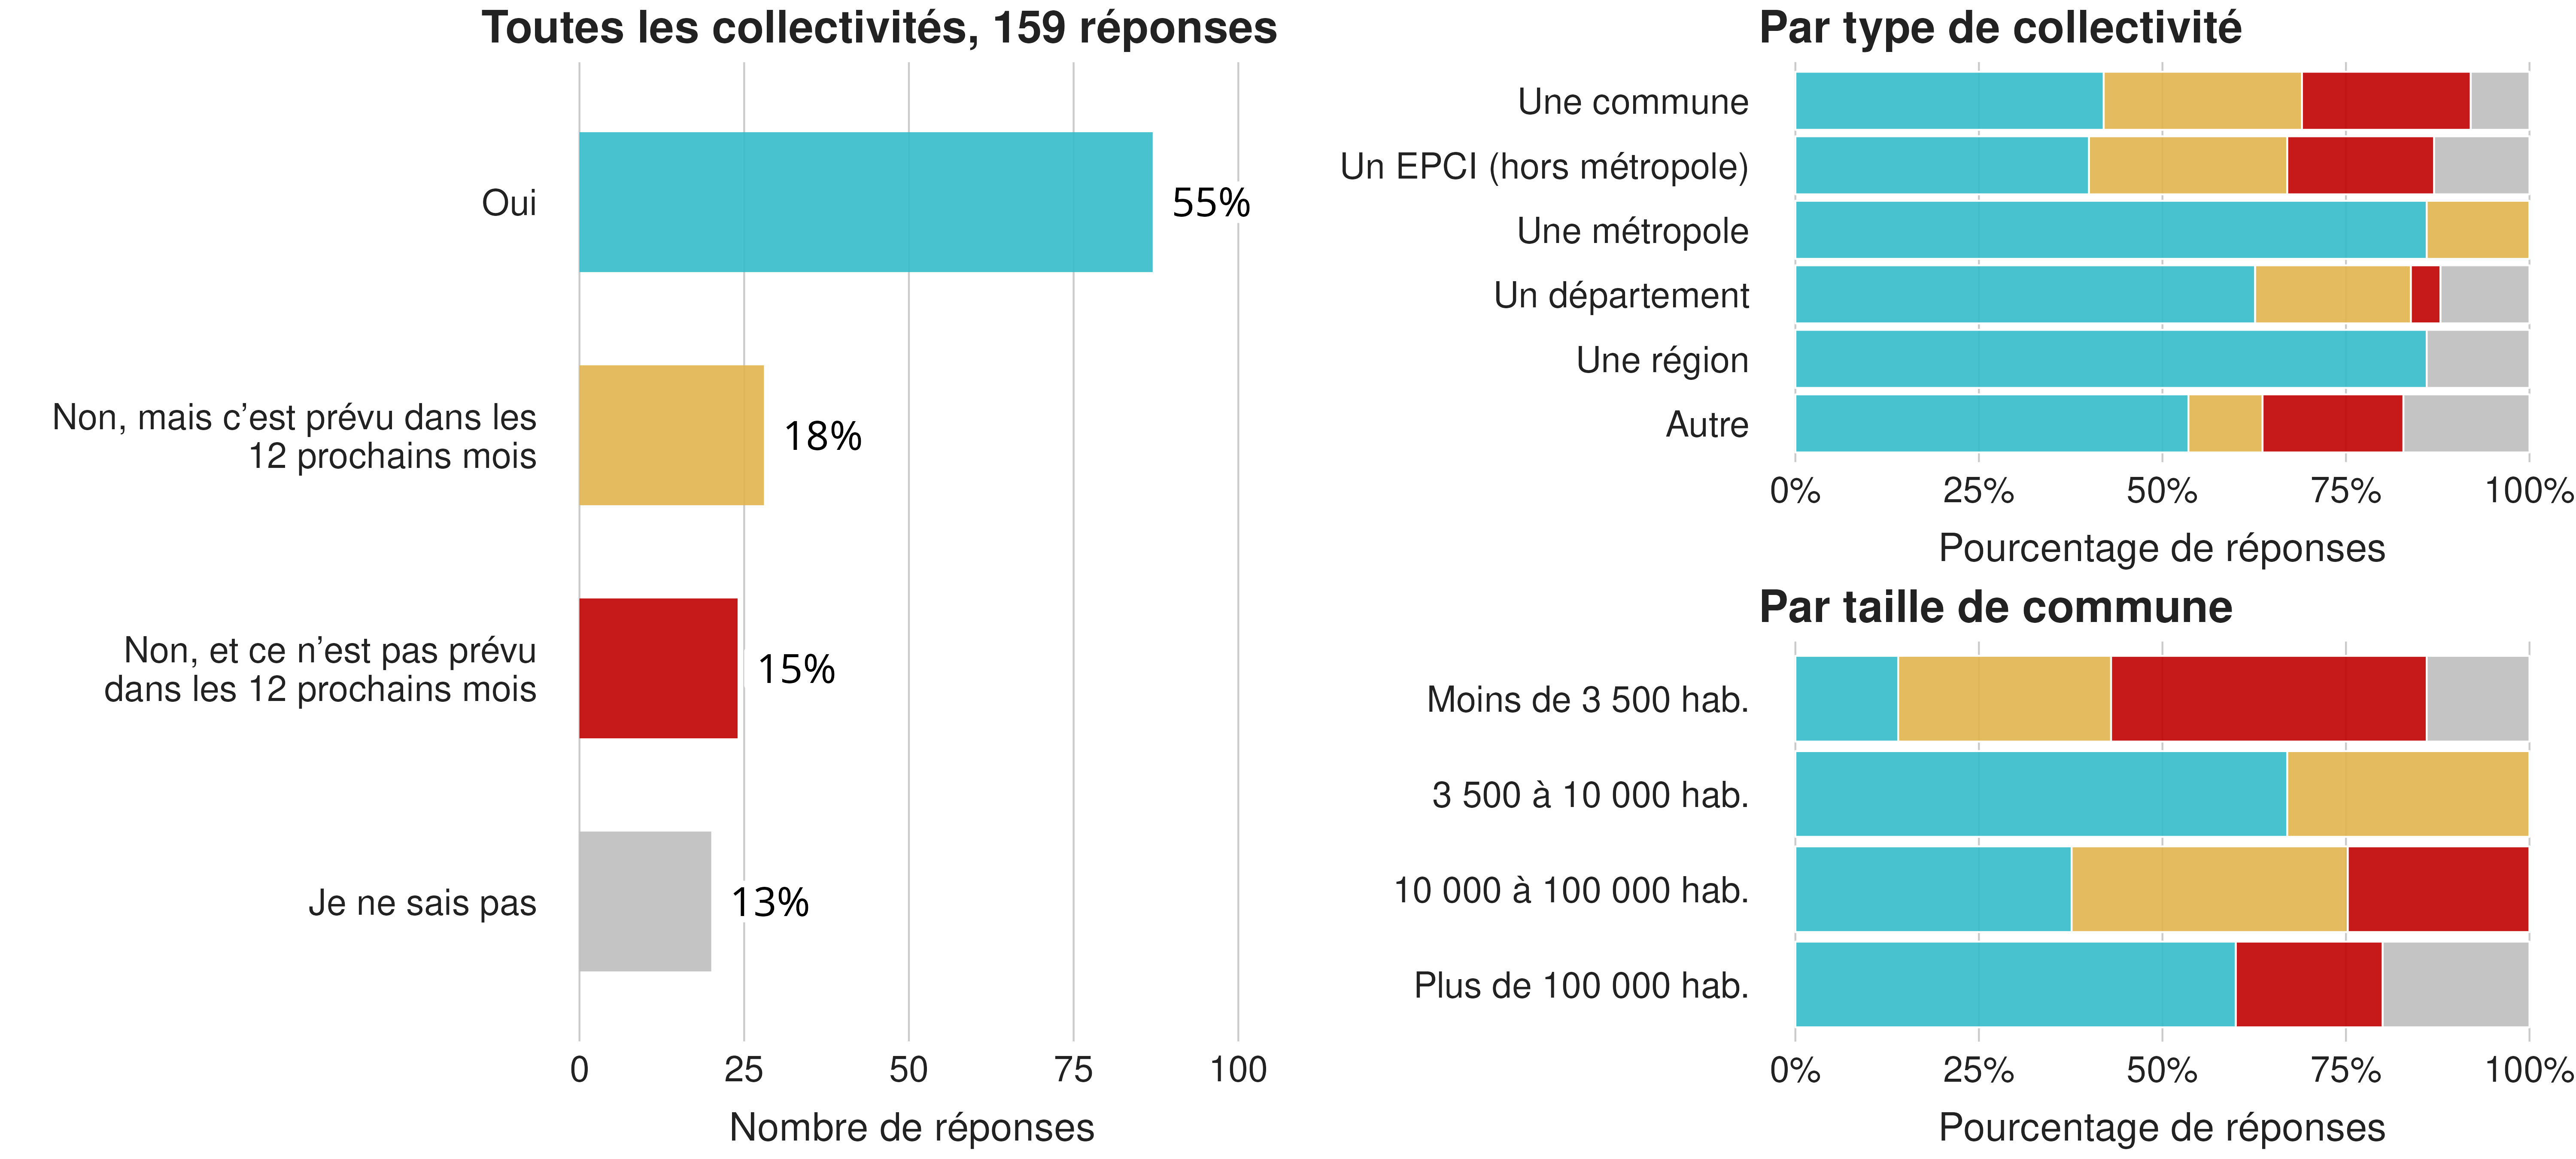 Toutes les collectivités, 159 réponses
Oui
55%
Non, mais c’est prévu dans les
12 prochains mois
18%
Non, et ce n’est pas prévu
dans les 12 prochains mois
15%
Je ne sais pas
13%
0 25 50 75 100
Nombre de réponses
Par type de collectivité
Une commune
Un EPCI (hors métropole)
Une métropole
Un département
Une région
Autre
0% 25% 50% 75% 100%
Pourcentage de réponses
Par taille de commune
Moins de 3 500 hab.
3 500 à 10 000 hab.
10 000 à 100 000 hab.
Plus de 100 000 hab.
0% 25% 50% 75% 100%
Pourcentage de réponses